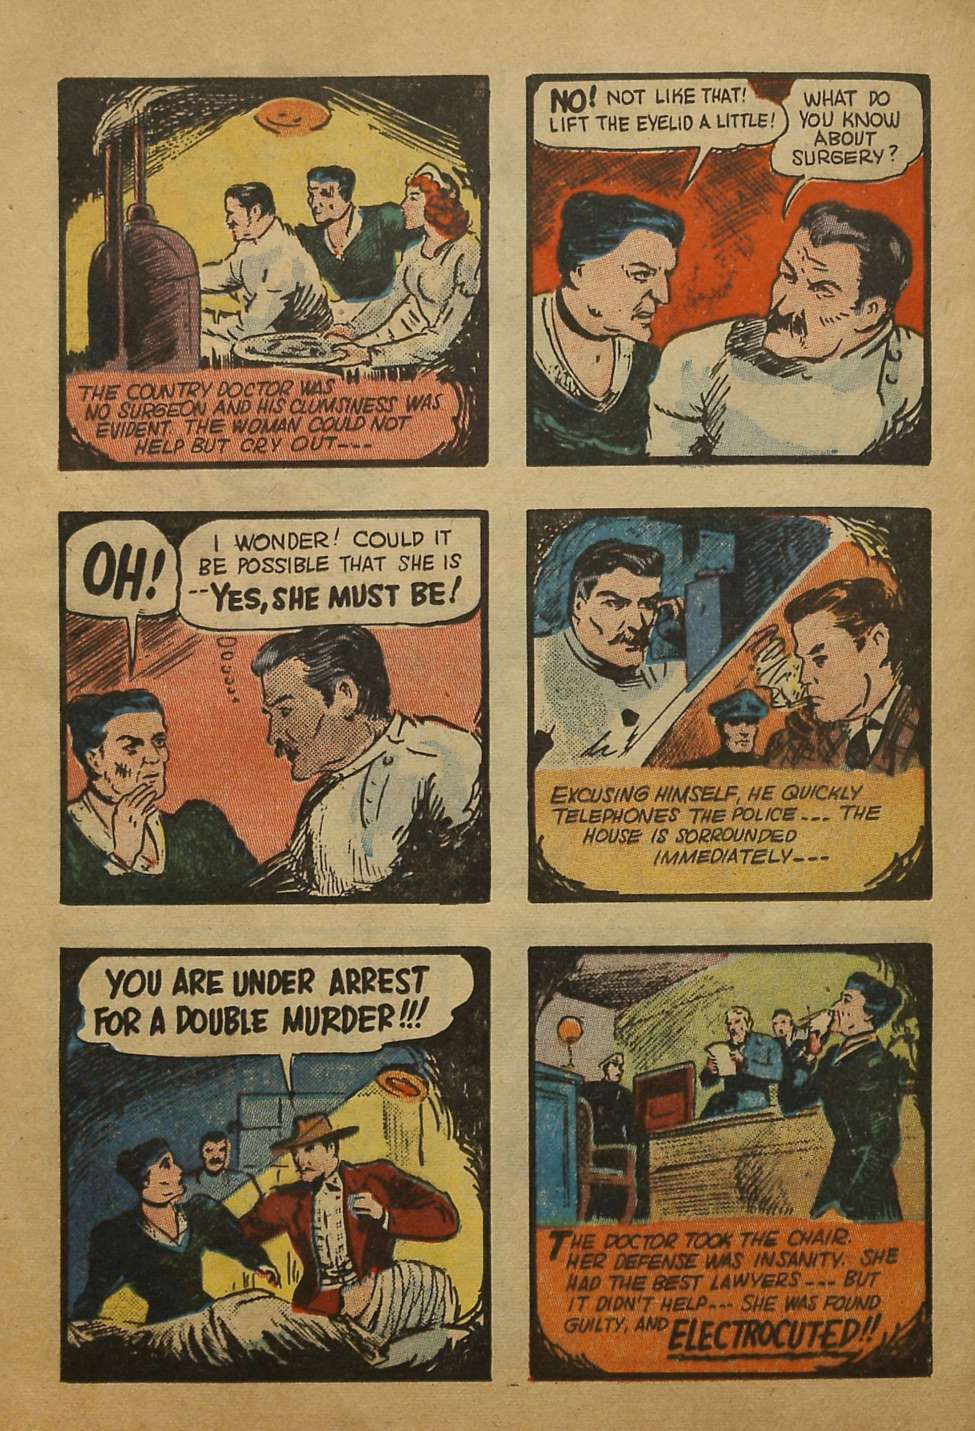 THE COUNTRY DOCTOR WAS
NO SURGEON AND HIS CLUMSINESS WAS
EVIDENT. THE WOMAN COULD NOT
HELP BUT CRY OUT---
NO! NOT LIKE THAT!
LIFT THE EYELID A LITTLE!
WHAT DO
YOU KNOW
ABOUT
SURGERY?
OH!
I WONDER! COULD IT
BE POSSIBLE THAT SHE IS
--YES, SHE MUST BE!
EXCUSING HIMSELF, HE QUICKLY
TELEPHONES THE POLICE--- THE
HOUSE IS SORROUNDED
IMMEDIATELY---
YOU ARE UNDER ARREST
FOR A DOUBLE MURDER!!!
THE DOCTOR TOOK THE CHAIR.
HER DEFENSE WAS INSANITY. SHE
HAD THE BEST LAWYERS--- BUT
IT DIDN'T HELP--- SHE WAS FOUND
GUILTY, AND ELECTROCUTED!!